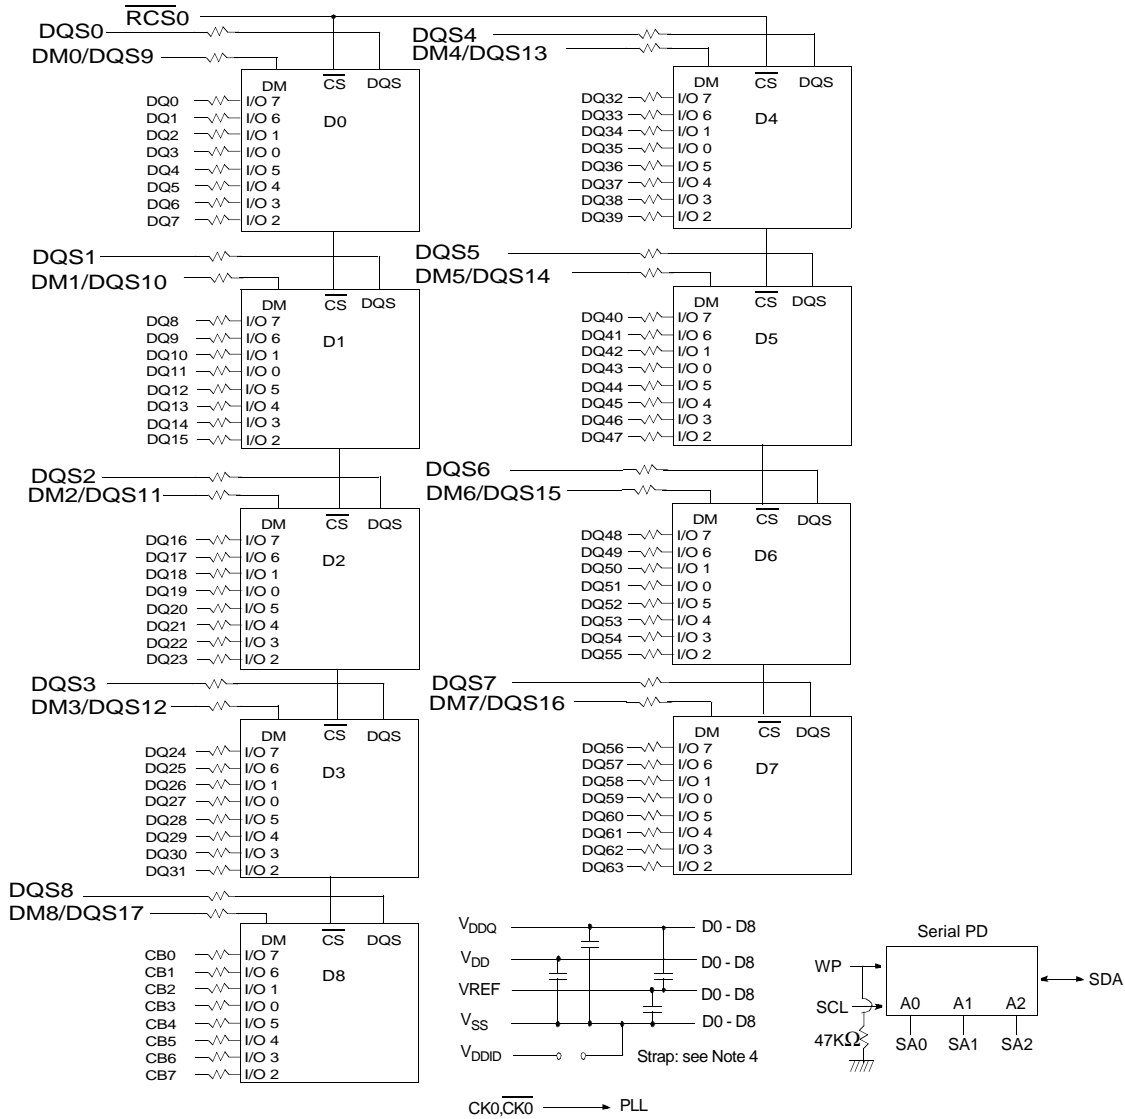 RCS0
DQS0
DM0/DQS9
DM CS DQS
D0
DQ0 I/O 7
DQ1 I/O 6
DQ2 I/O 1
DQ3 I/O 0
DQ4 I/O 5
DQ5 I/O 4
DQ6 I/O 3
DQ7 I/O 2
DQS1
DM1/DQS10
DM CS DQS
D1
DQ8 I/O 7
DQ9 I/O 6
DQ10 I/O 1
DQ11 I/O 0
DQ12 I/O 5
DQ13 I/O 4
DQ14 I/O 3
DQ15 I/O 2
DQS2
DM2/DQS11
DM CS DQS
D2
DQ16 I/O 7
DQ17 I/O 6
DQ18 I/O 1
DQ19 I/O 0
DQ20 I/O 5
DQ21 I/O 4
DQ22 I/O 3
DQ23 I/O 2
DQS3
DM3/DQS12
DM CS DQS
D3
DQ24 I/O 7
DQ25 I/O 6
DQ26 I/O 1
DQ27 I/O 0
DQ28 I/O 5
DQ29 I/O 4
DQ30 I/O 3
DQ31 I/O 2
DQS8
DM8/DQS17
DM CS DQS
D8
CB0 I/O 7
CB1 I/O 6
CB2 I/O 1
CB3 I/O 0
CB4 I/O 5
CB5 I/O 4
CB6 I/O 3
CB7 I/O 2
DQS4
DM4/DQS13
DM CS DQS
D4
DQ32 I/O 7
DQ33 I/O 6
DQ34 I/O 1
DQ35 I/O 0
DQ36 I/O 5
DQ37 I/O 4
DQ38 I/O 3
DQ39 I/O 2
DQS5
DM5/DQS14
DM CS DQS
D5
DQ40 I/O 7
DQ41 I/O 6
DQ42 I/O 1
DQ43 I/O 0
DQ44 I/O 5
DQ45 I/O 4
DQ46 I/O 3
DQ47 I/O 2
DQS6
DM6/DQS15
DM CS DQS
D6
DQ48 I/O 7
DQ49 I/O 6
DQ50 I/O 1
DQ51 I/O 0
DQ52 I/O 5
DQ53 I/O 4
DQ54 I/O 3
DQ55 I/O 2
DQS7
DM7/DQS16
DM CS DQS
D7
DQ56 I/O 7
DQ57 I/O 6
DQ58 I/O 1
DQ59 I/O 0
DQ60 I/O 5
DQ61 I/O 4
DQ62 I/O 3
DQ63 I/O 2
VDDQ D0 - D8
VDD D0 - D8
VREF D0 - D8
VSS D0 - D8
VDDID Strap: see Note 4
CK0,CK0 PLL
Serial PD
WP SDA
SCL A0 A1 A2
47KΩ SA0 SA1 SA2